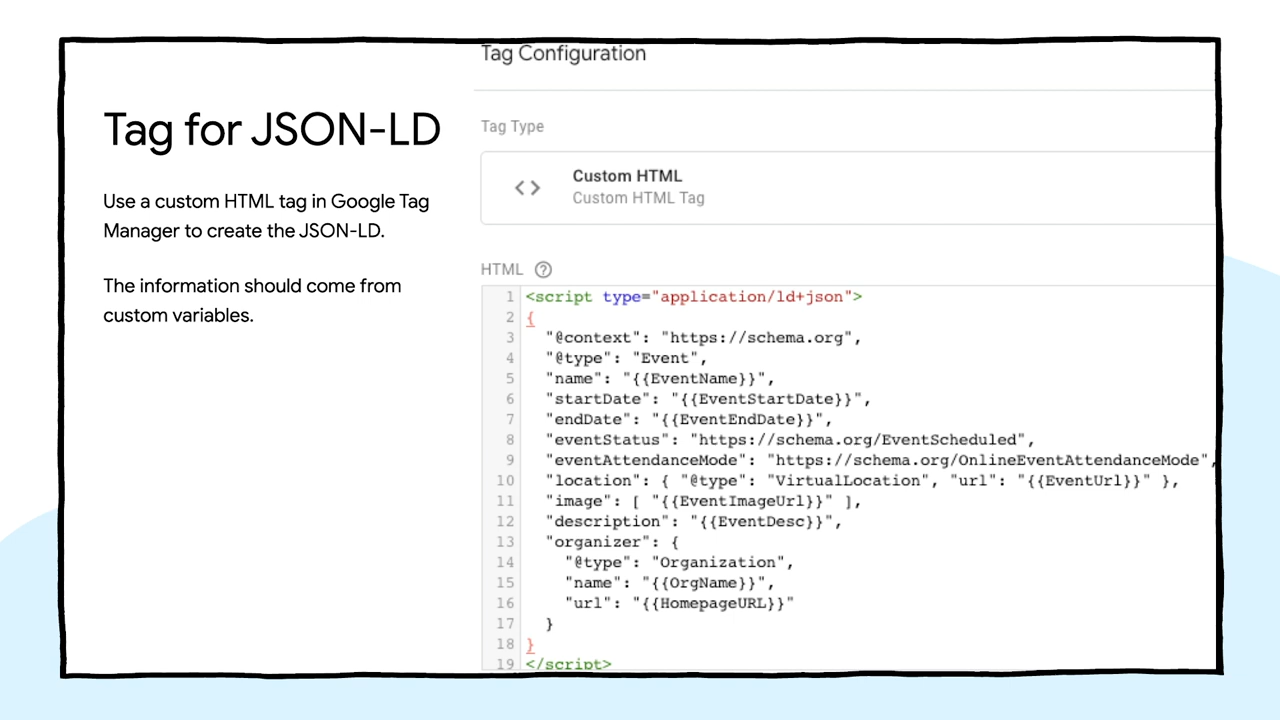 Tag Configuration
Tag for JSON-LD
Use a custom HTML tag in Google Tag
Manager to create the JSON-LD.
The information should come from
custom variables.
Tag Type
Custom HTML
Custom HTML Tag
HTML ?
1 <script type="application/ld+json">
2 {
3 "@context": "https://schema.org",
4 "@type": "Event",
5 "name": "{{EventName}}",
6 "startDate": "{{EventStartDate}}",
7 "endDate": "{{EventEndDate}}",
8 "eventStatus": "https://schema.org/EventScheduled",
9 "eventAttendanceMode": "https://schema.org/OnlineEventAttendanceMode",
10 "location": { "@type": "VirtualLocation", "url": "{{EventUrl}}" },
11 "image": [ "{{EventImageUrl}}" ],
12 "description": "{{EventDesc}}",
13 "organizer": {
14 "@type": "Organization",
15 "name": "{{OrgName}}",
16 "url": "{{HomepageURL}}"
17 }
18 }
19 </script>